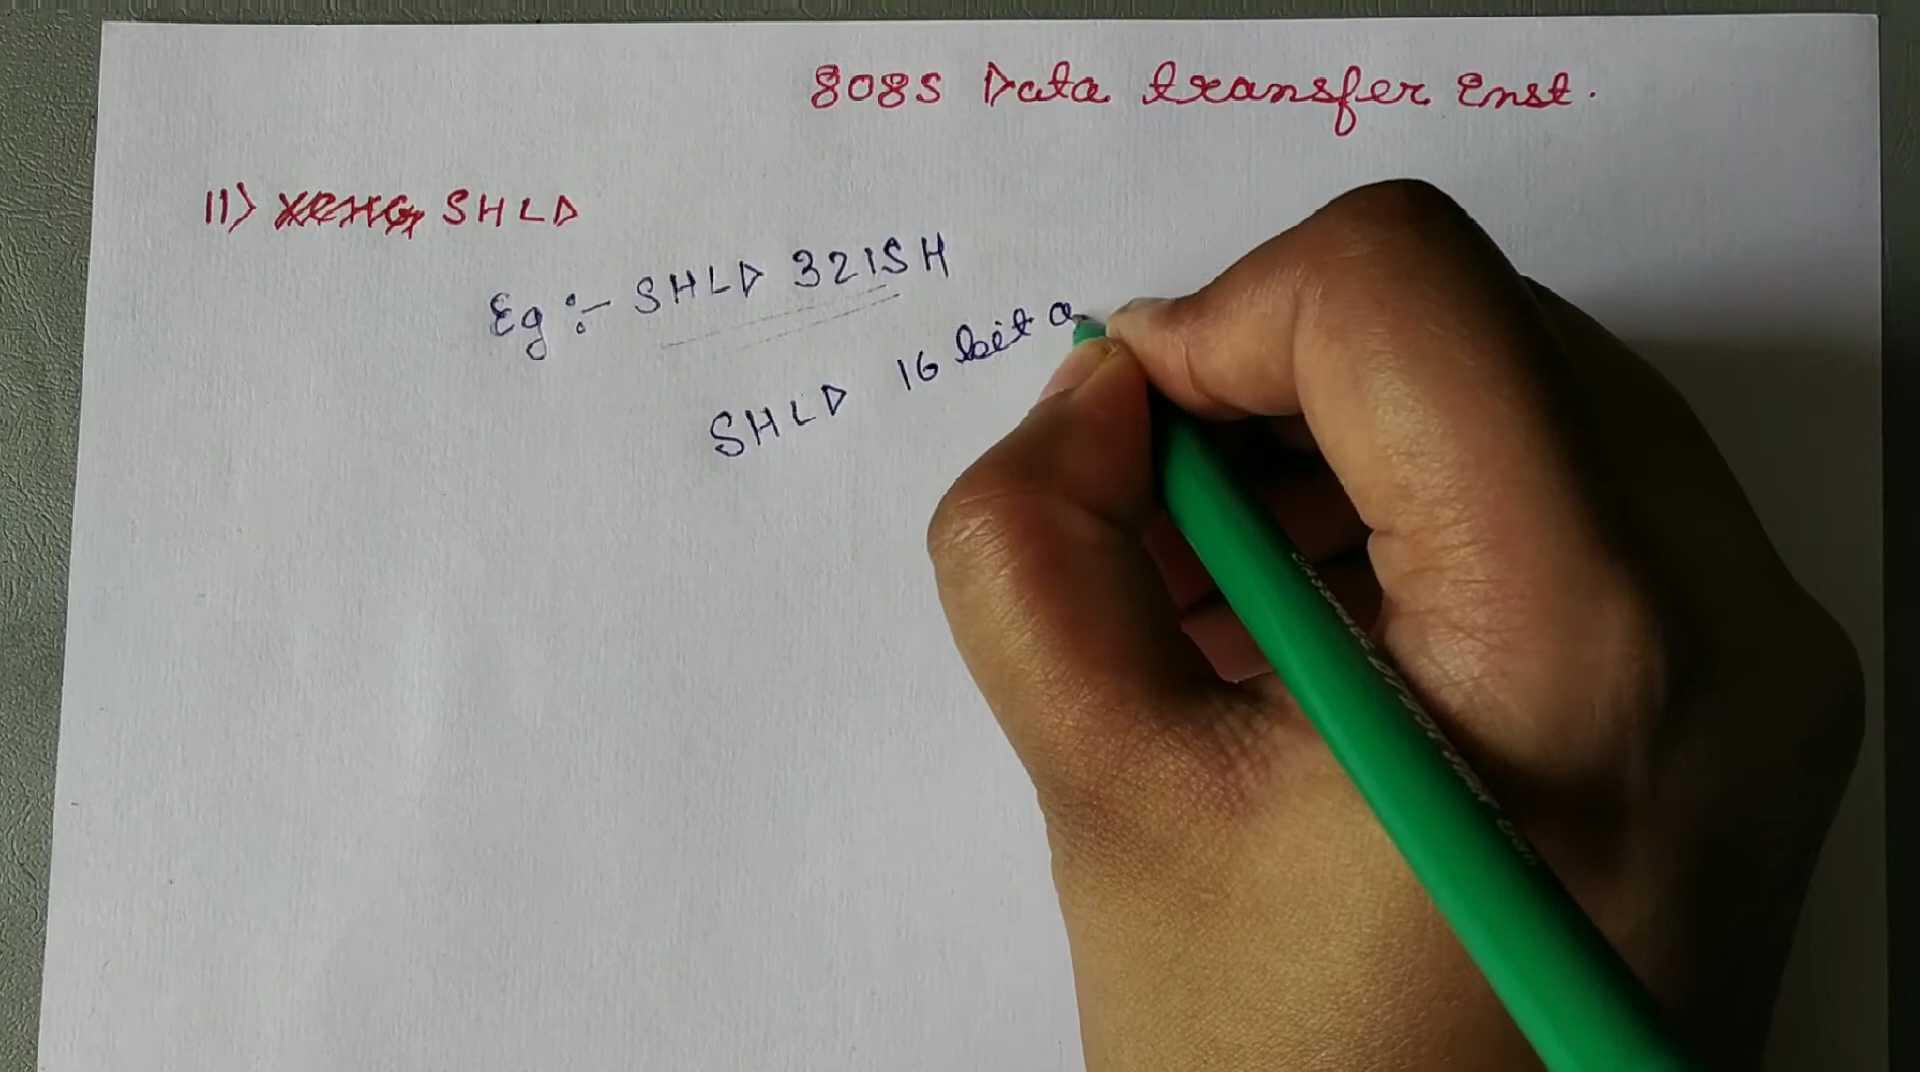 8085 Data transfer Inst.
11) XCHG SHLD
Eg :- SHLD 3215H
SHLD 16 bit a